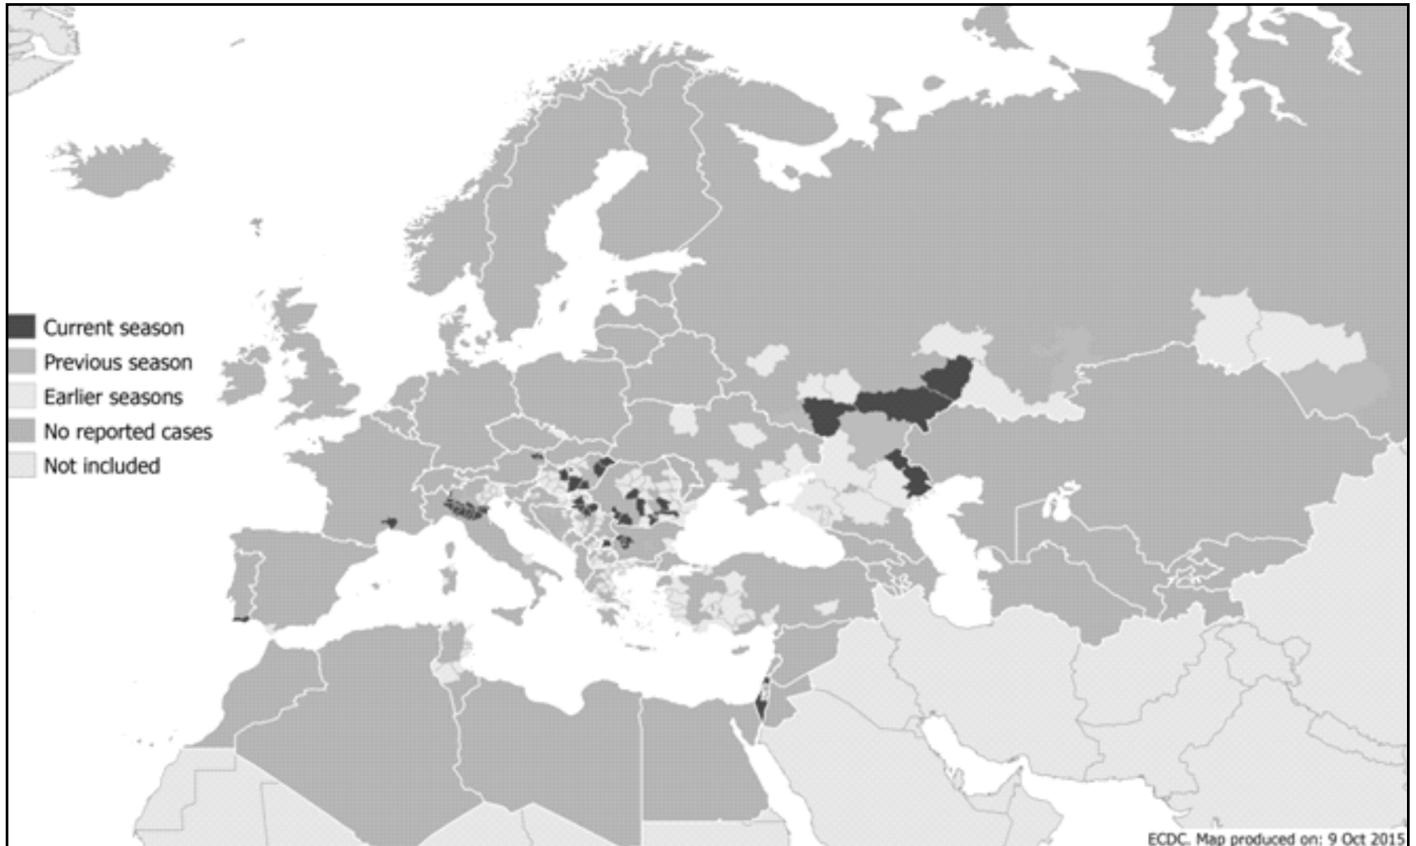 Current season
Previous season
Earlier seasons
No reported cases
Not included
ECDC. Map produced on: 9 Oct 2015